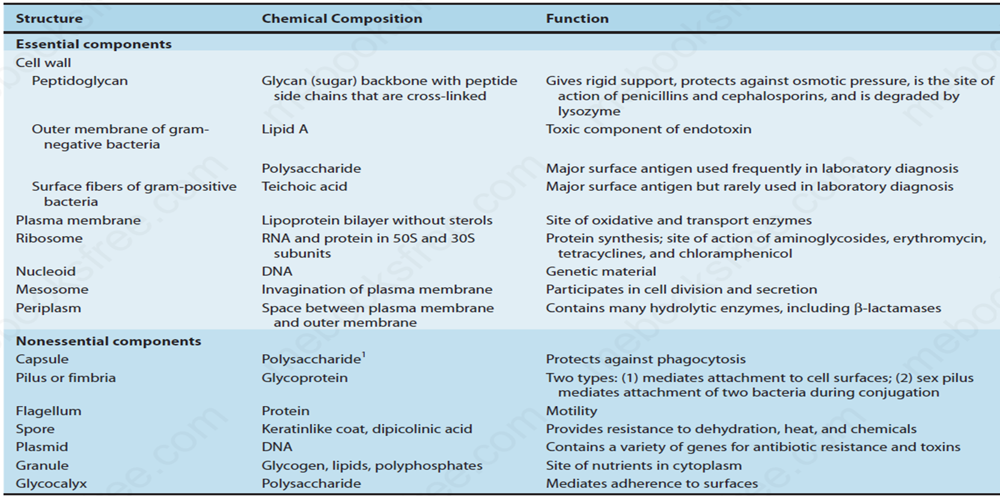 Structure Chemical Composition Function
Essential components
Cell wall
Peptidoglycan Glycan (sugar) backbone with peptide Gives rigid support, protects against osmotic pressure, is the site of
side chains that are cross-linked action of penicillins and cephalosporins, and is degraded by
lysozyme
Outer membrane of gram- Lipid A Toxic component of endotoxin
negative bacteria
Polysaccharide Major surface antigen used frequently in laboratory diagnosis
Surface fibers of gram-positive Teichoic acid Major surface antigen but rarely used in laboratory diagnosis
bacteria
Plasma membrane Lipoprotein bilayer without sterols Site of oxidative and transport enzymes
Ribosome RNA and protein in 50S and 30S Protein synthesis; site of action of aminoglycosides, erythromycin,
subunits tetracyclines, and chloramphenicol
Nucleoid DNA Genetic material
Mesosome Invagination of plasma membrane Participates in cell division and secretion
Periplasm Space between plasma membrane Contains many hydrolytic enzymes, including β-lactamases
and outer membrane
Nonessential components
Capsule Polysaccharide¹ Protects against phagocytosis
Pilus or fimbria Glycoprotein Two types: (1) mediates attachment to cell surfaces; (2) sex pilus
mediates attachment of two bacteria during conjugation
Flagellum Protein Motility
Spore Keratinlike coat, dipicolinic acid Provides resistance to dehydration, heat, and chemicals
Plasmid DNA Contains a variety of genes for antibiotic resistance and toxins
Granule Glycogen, lipids, polyphosphates Site of nutrients in cytoplasm
Glycocalyx Polysaccharide Mediates adherence to surfaces
mebooksfree.com